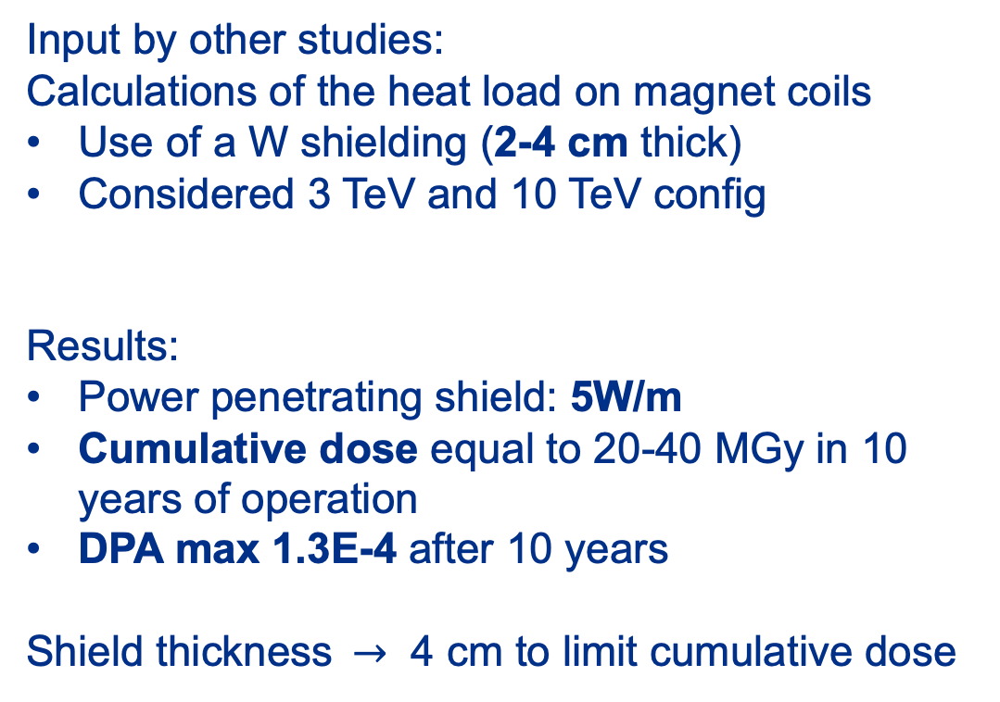 Input by other studies:
Calculations of the heat load on magnet coils
• Use of a W shielding (2-4 cm thick)
• Considered 3 TeV and 10 TeV config
Results:
• Power penetrating shield: 5W/m
• Cumulative dose equal to 20-40 MGy in 10
years of operation
• DPA max 1.3E-4 after 10 years
Shield thickness → 4 cm to limit cumulative dose